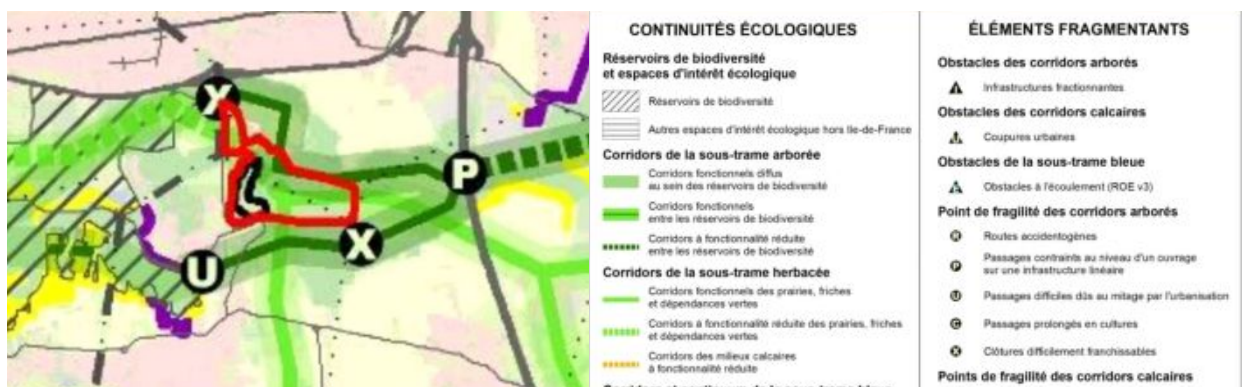 X
P
X
U
CONTINUITÉS ÉCOLOGIQUES
Réservoirs de biodiversité
et espaces d'intérêt écologique
Réservoirs de biodiversité
Autres espaces d'intérêt écologique hors Ile-de-France
Corridors de la sous-trame arborée
Corridors fonctionnels diffus
au sein des réservoirs de biodiversité
Corridors fonctionnels
entre les réservoirs de biodiversité
Corridors à fonctionnalité réduite
entre les réservoirs de biodiversité
Corridors de la sous-trame herbacée
Corridors fonctionnels des prairies, friches
et dépendances vertes
Corridors à fonctionnalité réduite des prairies, friches
et dépendances vertes
Corridors des milieux calcaires
à fonctionnalité réduite
ÉLÉMENTS FRAGMENTANTS
Obstacles des corridors arborés
Infrastructures fractionnantes
Obstacles des corridors calcaires
Coupures urbaines
Obstacles de la sous-trame bleue
Obstacles à l'écoulement (ROE v3)
Point de fragilité des corridors arborés
Routes accidentogènes
P Passages contraints au niveau d'un ouvrage
sur une infrastructure linéaire
U Passages difficiles dûs au mitage par l'urbanisation
C Passages prolongés en cultures
X Clôtures difficilement franchissables
Points de fragilité des corridors calcaires